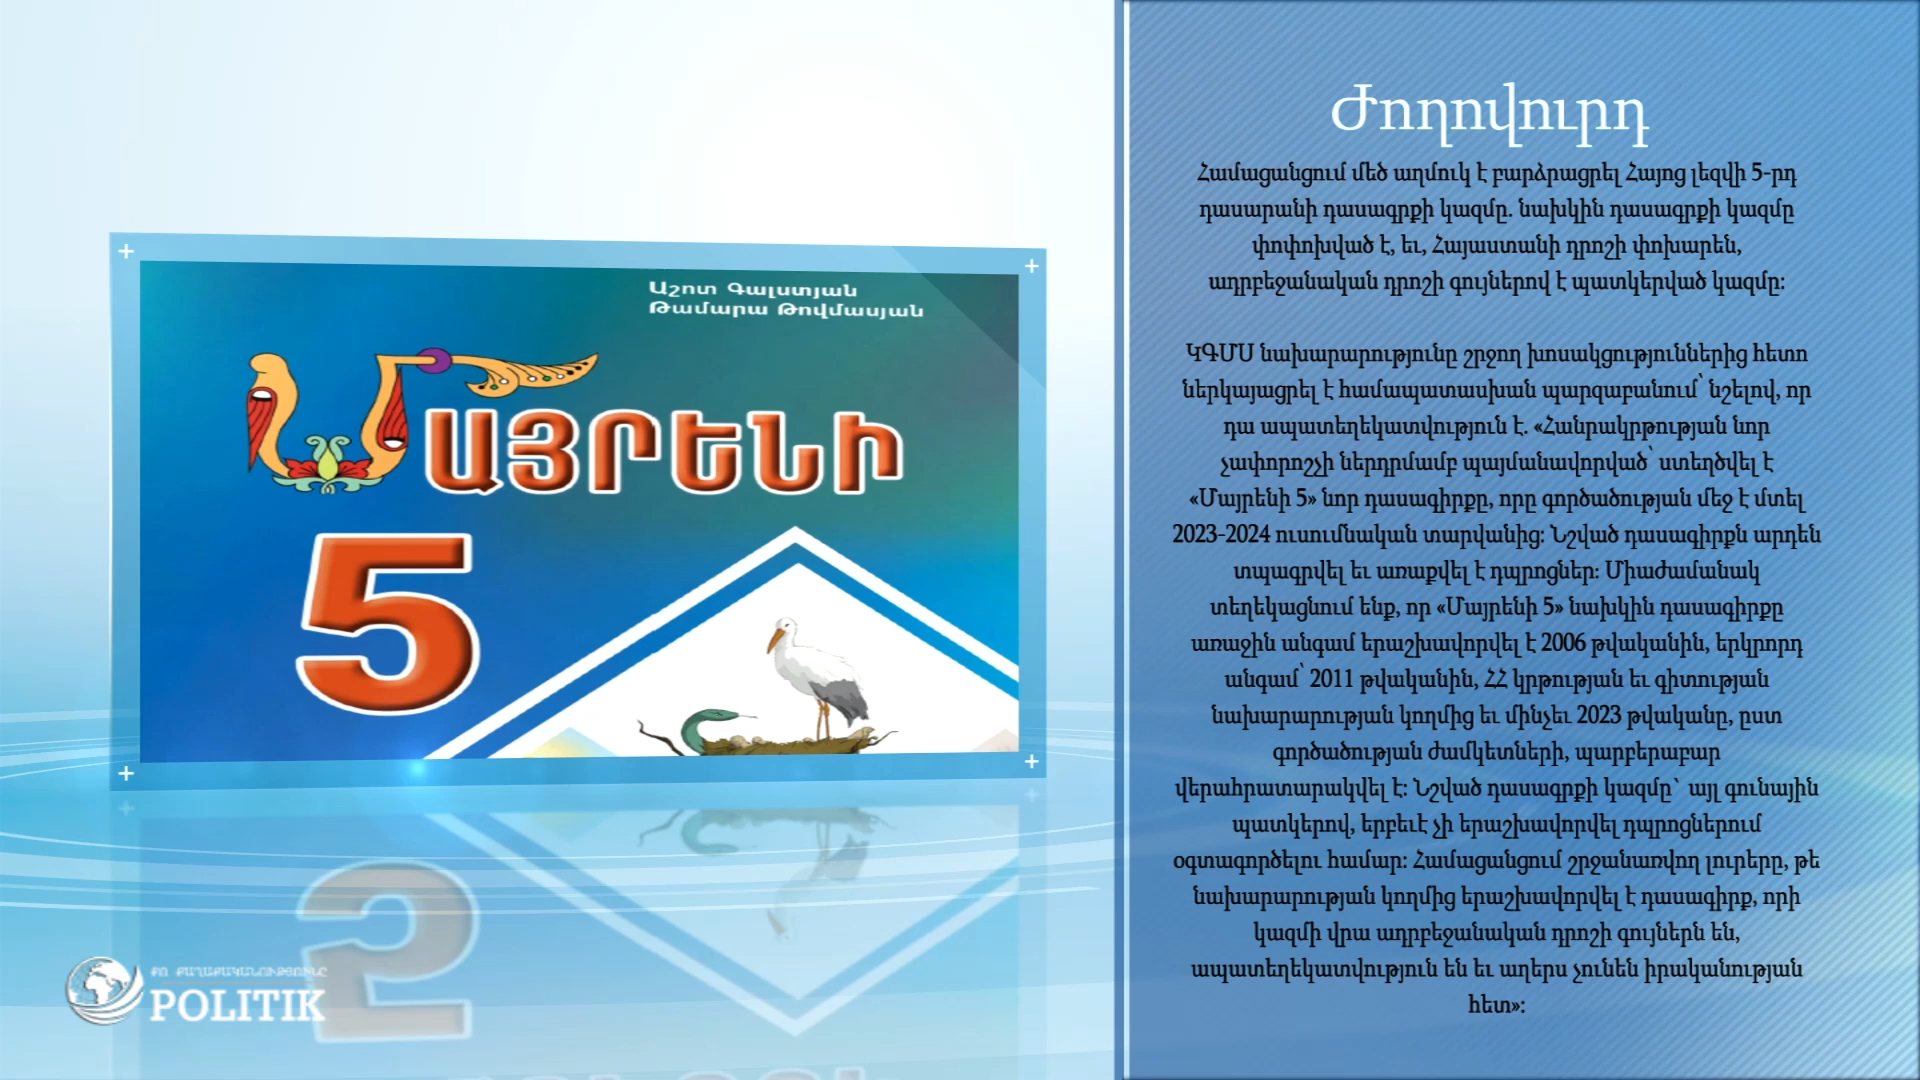 Աշոտ Գալստյան
Թամարա Թովմասյան
ՄԱՅՐԵՆԻ
5
ՔՈ ՔԱՂԱՔԱԿԱՆՈՒԹՅՈՒՆԸ
POLITIK
Ժողովուրդ
Համացանցում մեծ աղմուկ է բարձրացրել Հայոց լեզվի 5-րդ
դասարանի դասագրքի կազմը. նախկին դասագրքի կազմը
փոփոխված է, եւ, Հայաստանի դրոշի փոխարեն,
ադրբեջանական դրոշի գույներով է պատկերված կազմը:
ԿԳՄՍ նախարարությունը շրջող խոսակցություններից հետո
ներկայացրել է համապատասխան պարզաբանում՝ նշելով, որ
դա ապատեղեկատվություն է. «Հանրակրթության նոր
չափորոշչի ներդրմամբ պայմանավորված՝ ստեղծվել է
«Մայրենի 5» նոր դասագիրքը, որը գործածության մեջ է մտել
2023-2024 ուսումնական տարվանից: Նշված դասագիրքն արդեն
տպագրվել եւ առաքվել է դպրոցներ: Միաժամանակ
տեղեկացնում ենք, որ «Մայրենի 5» նախկին դասագիրքը
առաջին անգամ երաշխավորվել է 2006 թվականին, երկրորդ
անգամ՝ 2011 թվականին, ՀՀ կրթության եւ գիտության
նախարարության կողմից եւ մինչեւ 2023 թվականը, ըստ
գործածության ժամկետների, պարբերաբար
վերահրատարակվել է: Նշված դասագրքի կազմը` այլ գունային
պատկերով, երբեւէ չի երաշխավորվել դպրոցներում
օգտագործելու համար: Համացանցում շրջանառվող լուրերը, թե
նախարարության կողմից երաշխավորվել է դասագիրք, որի
կազմի վրա ադրբեջանական դրոշի գույներն են,
ապատեղեկատվություն են եւ աղերս չունեն իրականության
հետ»: